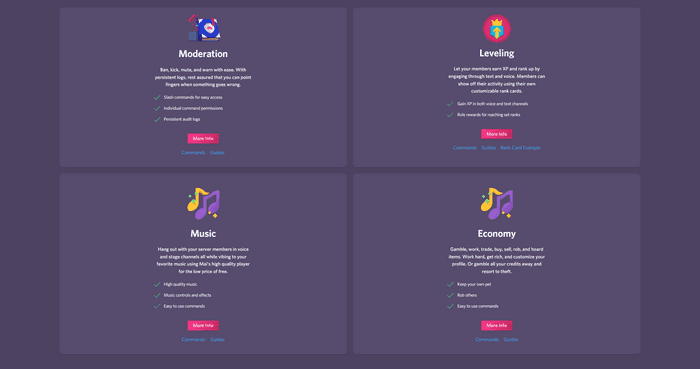 Moderation
Ban, kick, mute, and warn with ease. With
persistent logs, rest assured that you can point
fingers when something goes wrong.
Slash commands for easy access
Individual command permissions
Persistent audit logs
More Info
Commands Guides
Leveling
Let your members earn XP and rank up by
engaging through text and voice. Members can
show off their activity using their own
customizable rank cards.
Gain XP in both voice and text channels
Role rewards for reaching set ranks
More Info
Commands Guides Rank Card Example
Music
Hang out with your server members in voice
and stage channels all while vibing to your
favorite music using Mai's high quality player
for the low price of free.
High quality music
Music controls and effects
Easy to use commands
More Info
Commands Guides
Economy
Gamble, work, trade, buy, sell, rob, and hoard
items. Work hard, get rich, and customize your
profile. Or gamble all your credits away and
resort to theft.
Keep your own pet
Rob others
Easy to use commands
More Info
Commands Guides